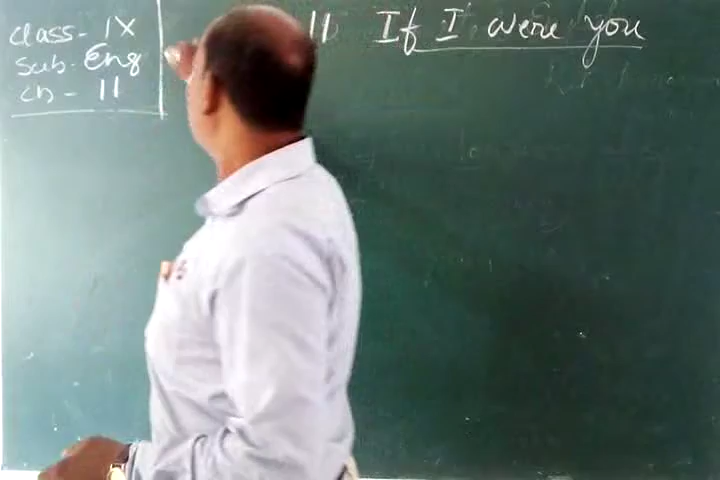 class - IX
Sub - Eng
Ch - 11
11 If I were you